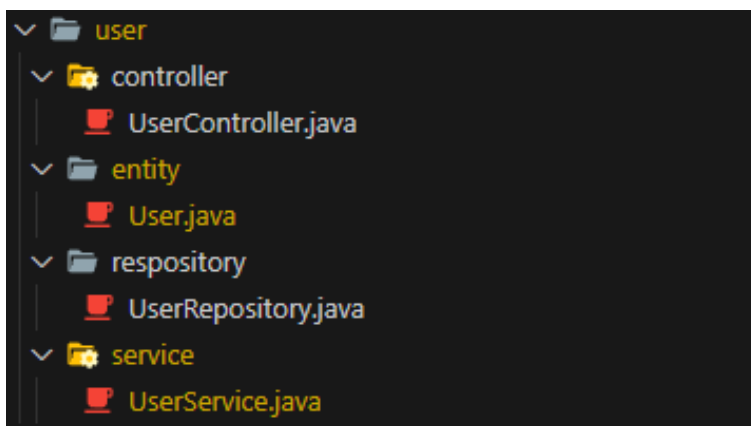 user
controller
UserController.java
entity
User.java
respository
UserRepository.java
service
UserService.java